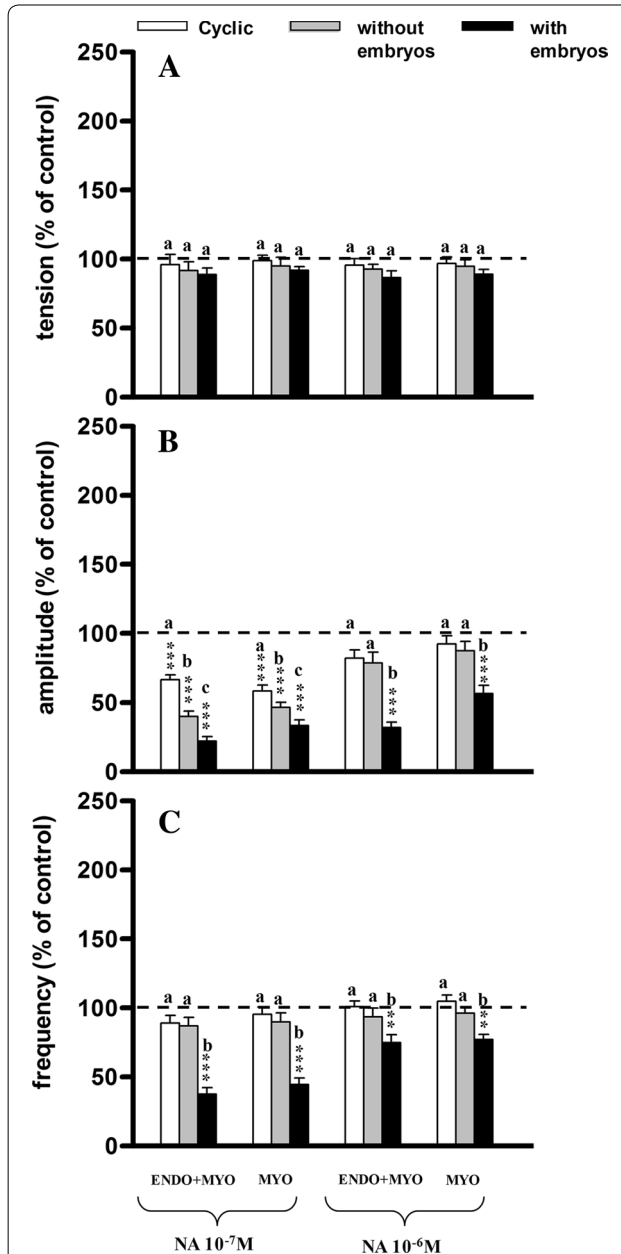 Cyclic without embryos with embryos
A
tension (% of control)
250
200
150
100
50
0
a a a a a a a a a a a a
B
amplitude (% of control)
250
200
150
100
50
0
a b c a b c a a b a a b
*** *** *** *** *** *** *** ***
C
frequency (% of control)
250
200
150
100
50
0
a a b a a b a a b a a b
*** *** ** **
ENDO+MYO MYO ENDO+MYO MYO
NA 10⁻⁷M NA 10⁻⁶M